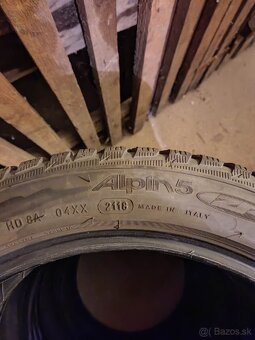 Alpin5
HD 8A 04XX 2116 MADE IN ITALY
©Bazos.sk